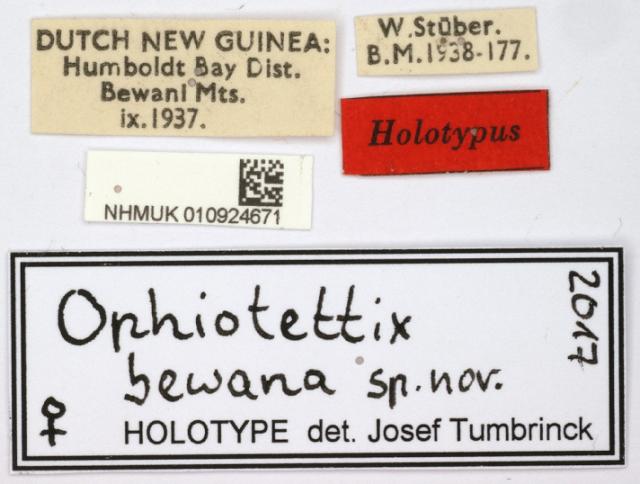 DUTCH NEW GUINEA:
Humboldt Bay Dist.
Bewani Mts.
ix.1937.
W.Stüber.
B.M.1938-177.
Holotypus
NHMUK 010924671
Ophiotettix
bewana sp.nov.
2017
♀
HOLOTYPE det. Josef Tumbrinck